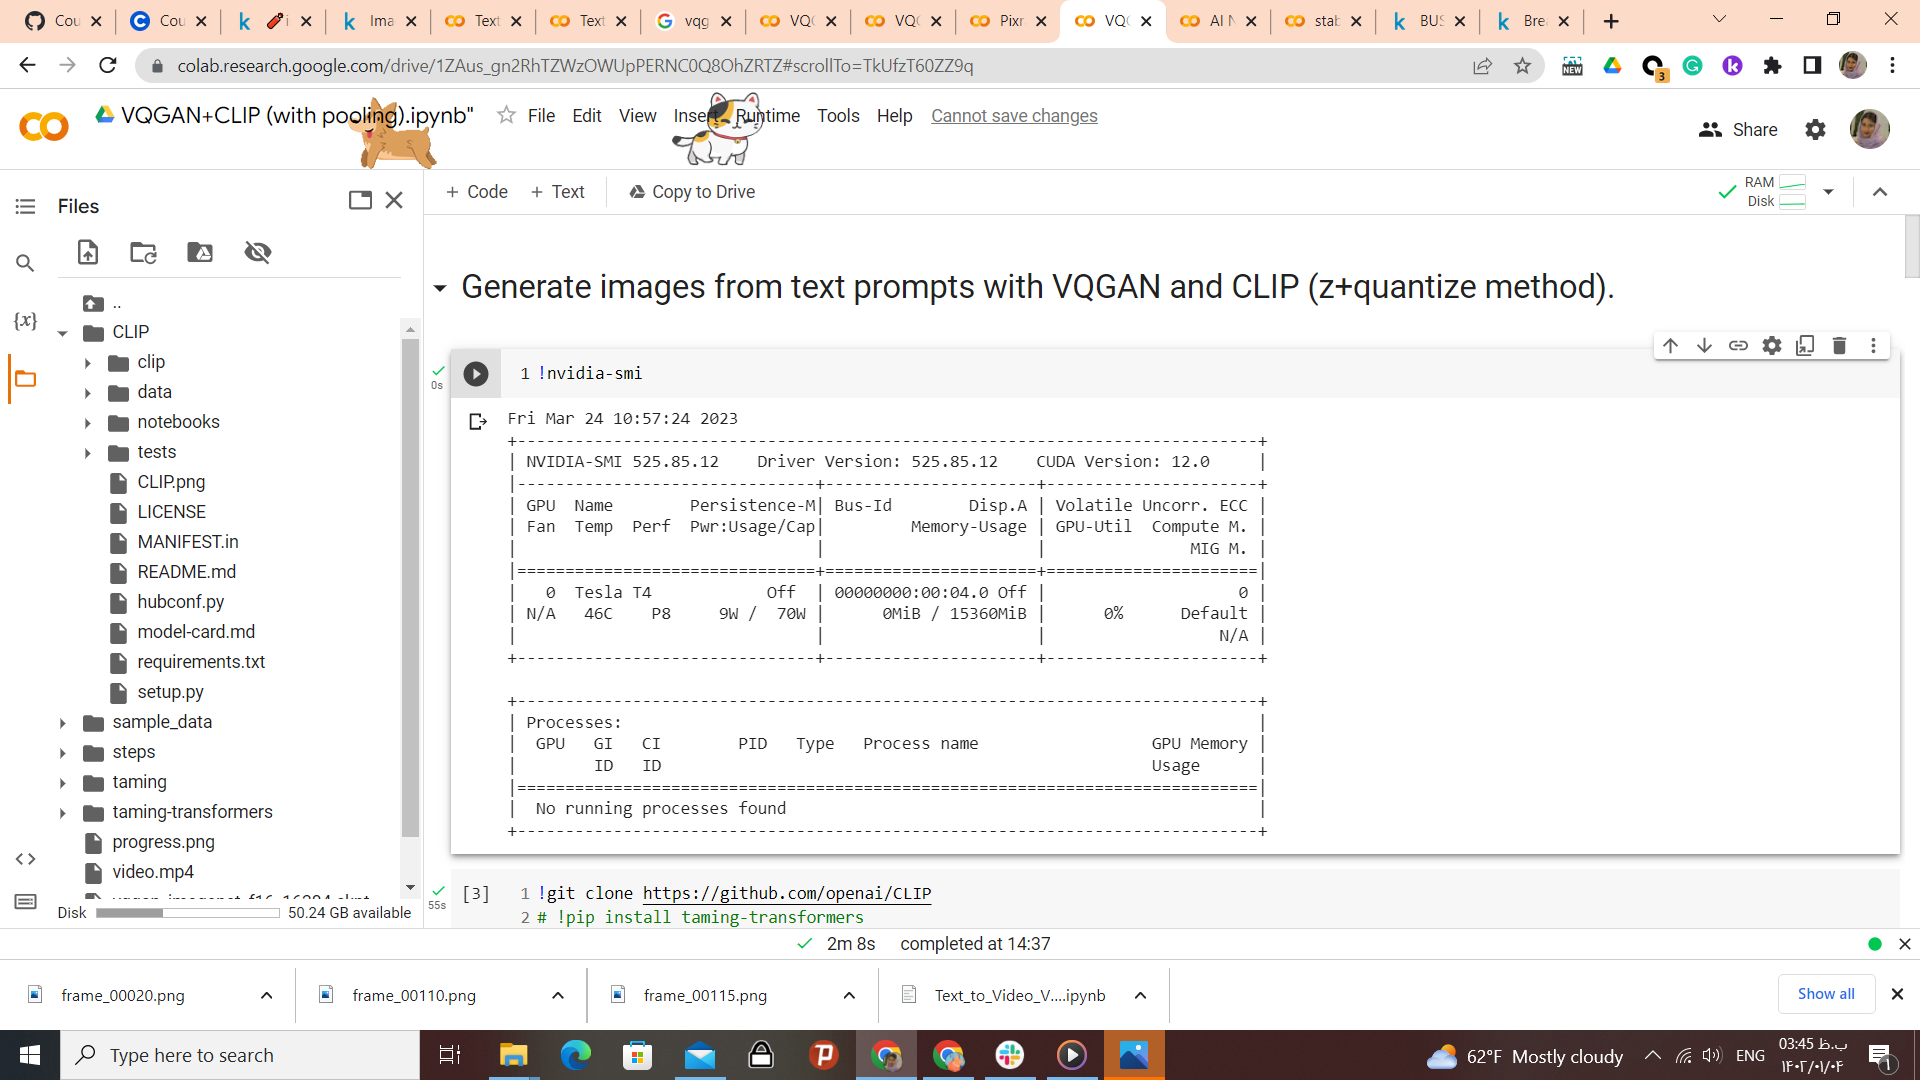 Cou
Cou
i
Ima
Text
Text
vqg
VQ
VQ
Pix
VQ
AI N
stab
BUS
Bre
colab.research.google.com/drive/1ZAus_gn2RhTZWzOWUpPERNC0Q8OhZRTZ#scrollTo=TkUfzT60ZZ9q
NEW
3
VQGAN+CLIP (with pooling).ipynb"
File Edit View Insert Runtime Tools Help Cannot save changes
Share
Files
+ Code + Text Copy to Drive
RAM
Disk
..
CLIP
clip
data
notebooks
tests
CLIP.png
LICENSE
MANIFEST.in
README.md
hubconf.py
model-card.md
requirements.txt
setup.py
sample_data
steps
taming
taming-transformers
progress.png
video.mp4
Disk 50.24 GB available
Generate images from text prompts with VQGAN and CLIP (z+quantize method).
0s
1 !nvidia-smi
Fri Mar 24 10:57:24 2023
+-----------------------------------------------------------------------------+
| NVIDIA-SMI 525.85.12    Driver Version: 525.85.12    CUDA Version: 12.0     |
|-------------------------------+----------------------+----------------------+
| GPU  Name        Persistence-M| Bus-Id        Disp.A | Volatile Uncorr. ECC |
| Fan  Temp  Perf  Pwr:Usage/Cap|         Memory-Usage | GPU-Util  Compute M. |
|                               |                      |               MIG M. |
|===============================+======================+======================|
|   0  Tesla T4            Off  | 00000000:00:04.0 Off |                    0 |
| N/A   46C    P8     9W /  70W |      0MiB / 15360MiB |      0%      Default |
|                               |                      |                  N/A |
+-------------------------------+----------------------+----------------------+
+-----------------------------------------------------------------------------+
| Processes:                                                                  |
|  GPU   GI   CI        PID   Type   Process name                  GPU Memory |
|        ID   ID                                                   Usage      |
|=============================================================================|
|  No running processes found                                                 |
+-----------------------------------------------------------------------------+
55s
[3] 1 !git clone https://github.com/openai/CLIP
2 # !pip install taming-transformers
2m 8s completed at 14:37
frame_00020.png
frame_00110.png
frame_00115.png
Text_to_Video_V....ipynb
Show all
Type here to search
62°F Mostly cloudy
ENG
03:45 ب.ظ
۱۴۰۲/۰۱/۰۴
1